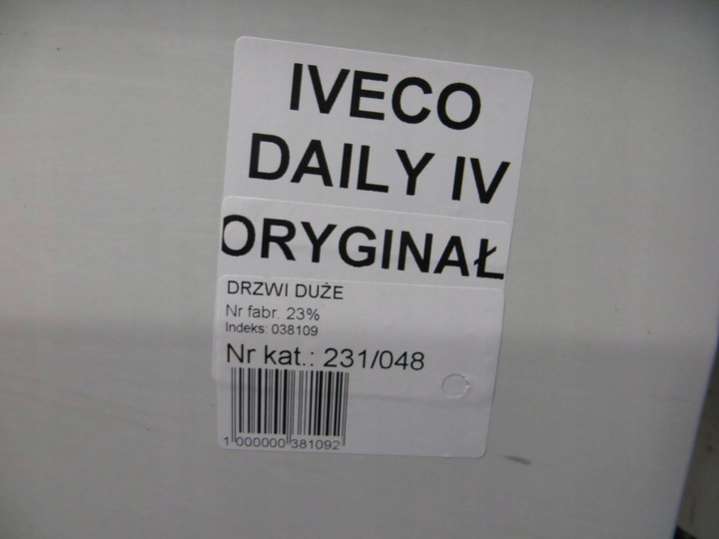 IVECO
DAILY IV
ORYGINAŁ
DRZWI DUŻE
Nr fabr. 23%
Indeks: 038109
Nr kat.: 231/048
1 000000 381092